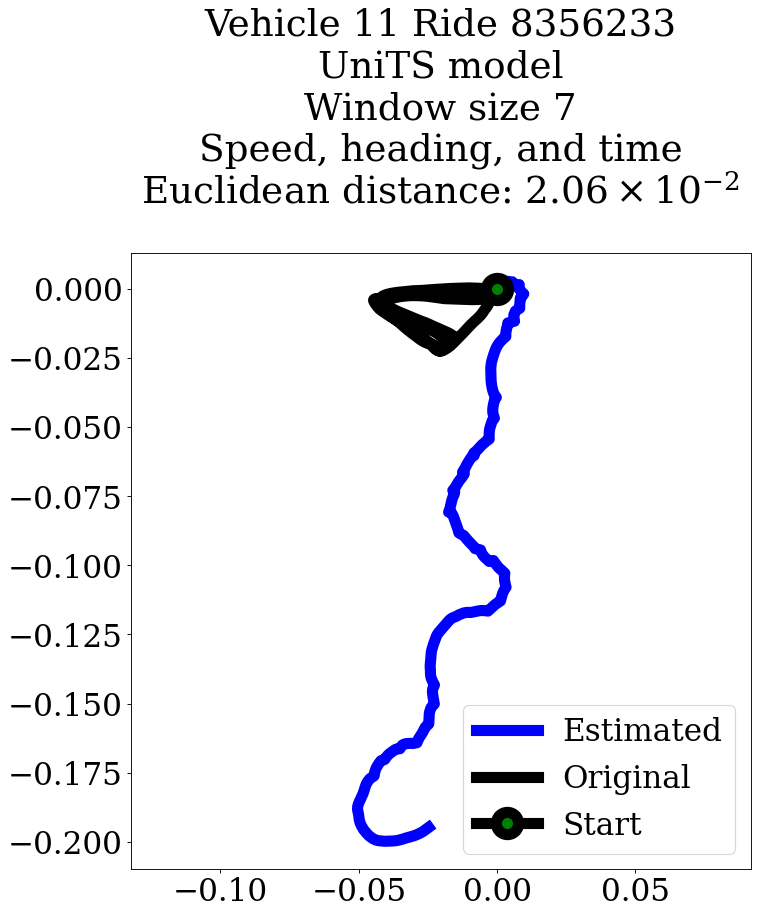 Vehicle 11 Ride 8356233
UniTS model
Window size 7
Speed, heading, and time
Euclidean distance: 2.06 × 10⁻²
0.000
−0.025
−0.050
−0.075
−0.100
−0.125
−0.150
−0.175
−0.200
Estimated
Original
Start
−0.10
−0.05
0.00
0.05